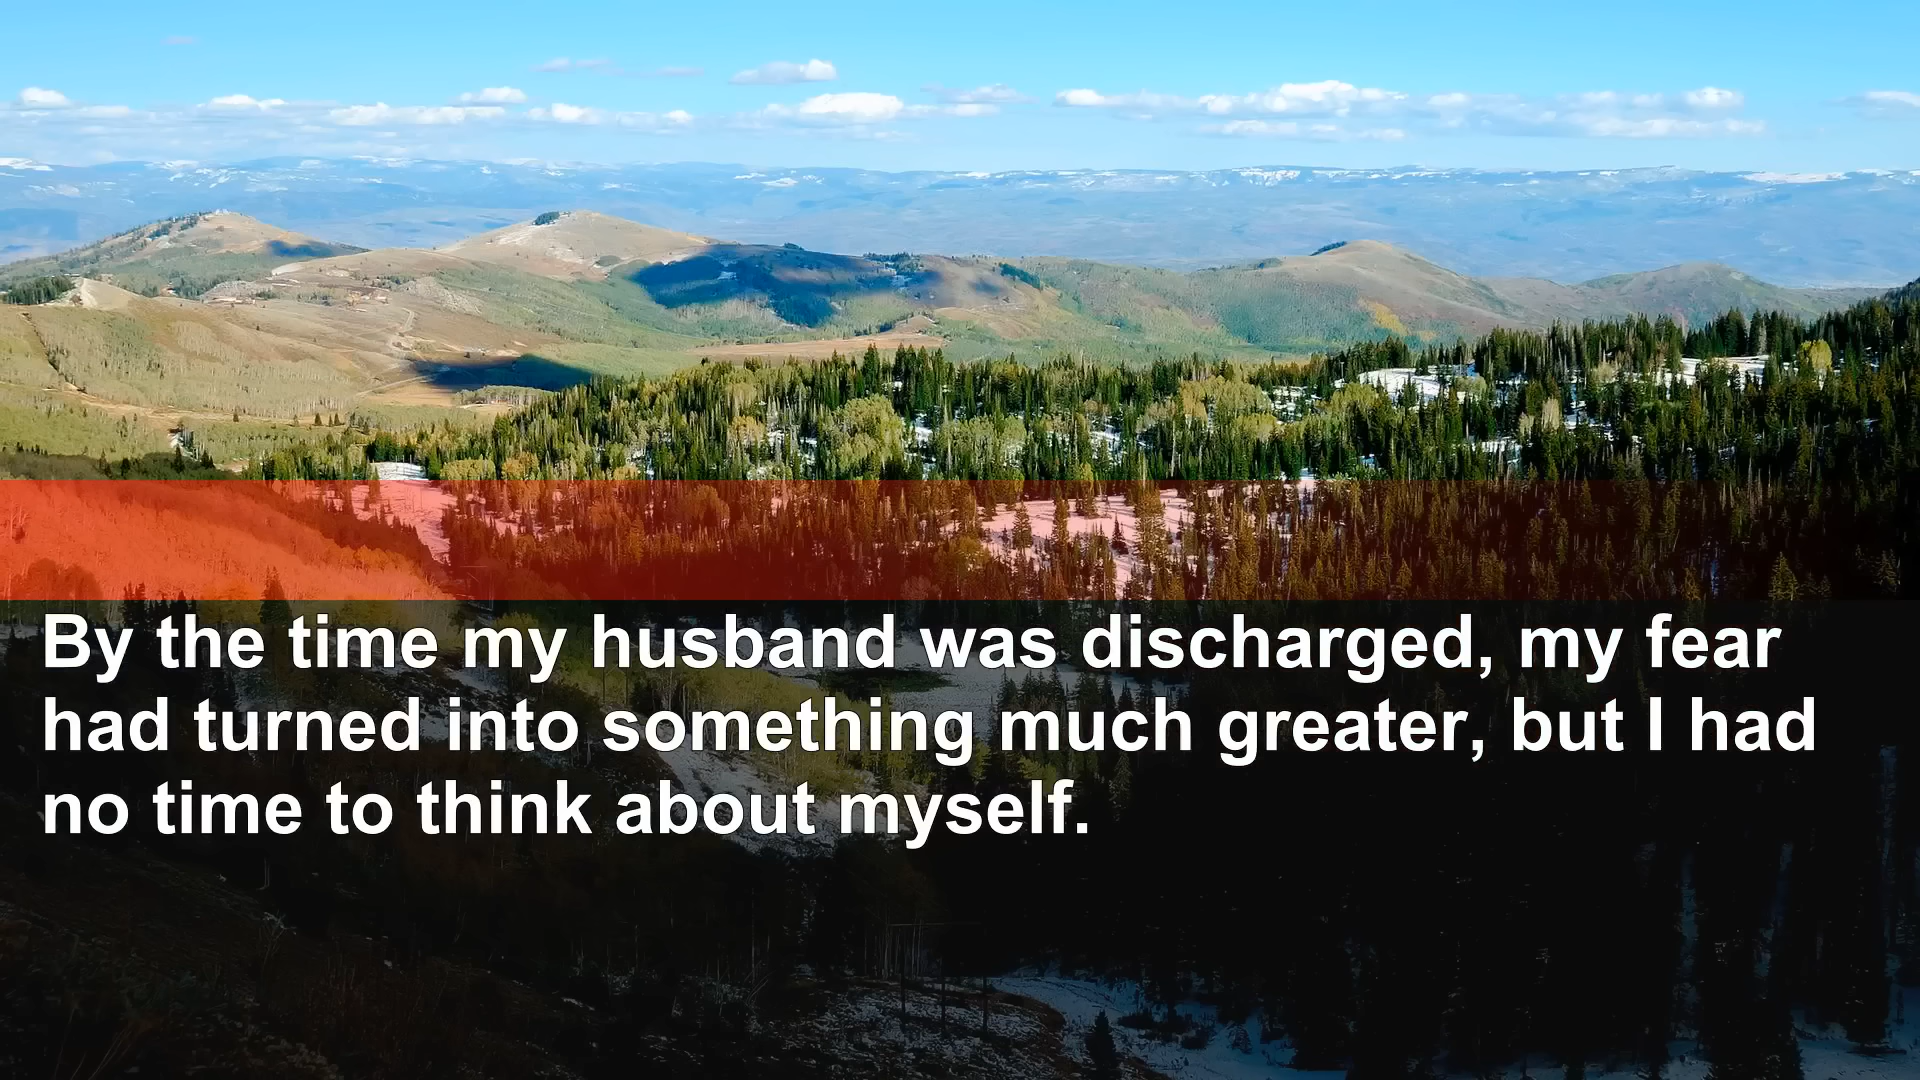 By the time my husband was discharged, my fear
had turned into something much greater, but I had
no time to think about myself.